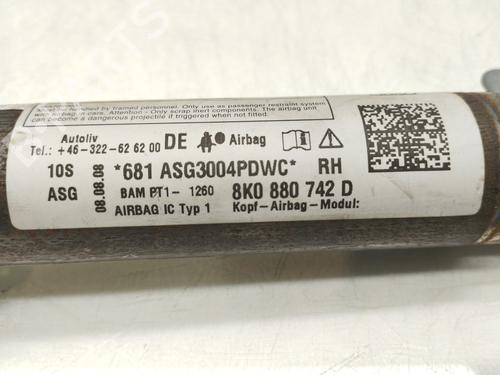 handled by trained personnel. Only use as passenger restraint system
with airbag in cars. Attention - Only scrap inert components. The airbag unit
can become a dangerous projectile if triggered when not fitted.
Autoliv
Tel.: +46-322-62 62 00 DE Airbag
10S *681 ASG3004PDWC* RH
ASG 08.08.08 BAM PT1- 1260 8K0 880 742 D
AIRBAG IC Typ 1 Kopf-Airbag-Modul: